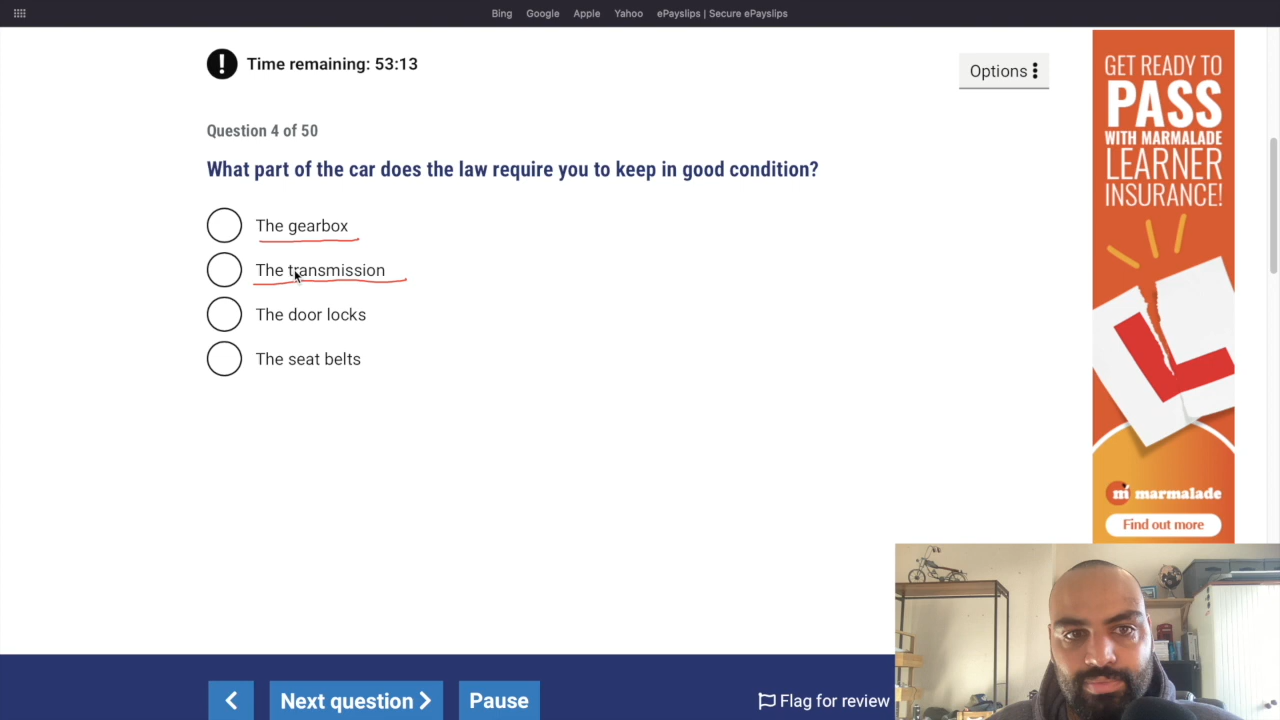 Bing Google Apple Yahoo ePayslips | Secure ePayslips
Time remaining: 53:13
Options
Question 4 of 50
What part of the car does the law require you to keep in good condition?
The gearbox
The transmission
The door locks
The seat belts
Next question
Pause
Flag for review
GET READY TO
PASS
WITH MARMALADE
LEARNER
INSURANCE!
m marmalade
Find out more